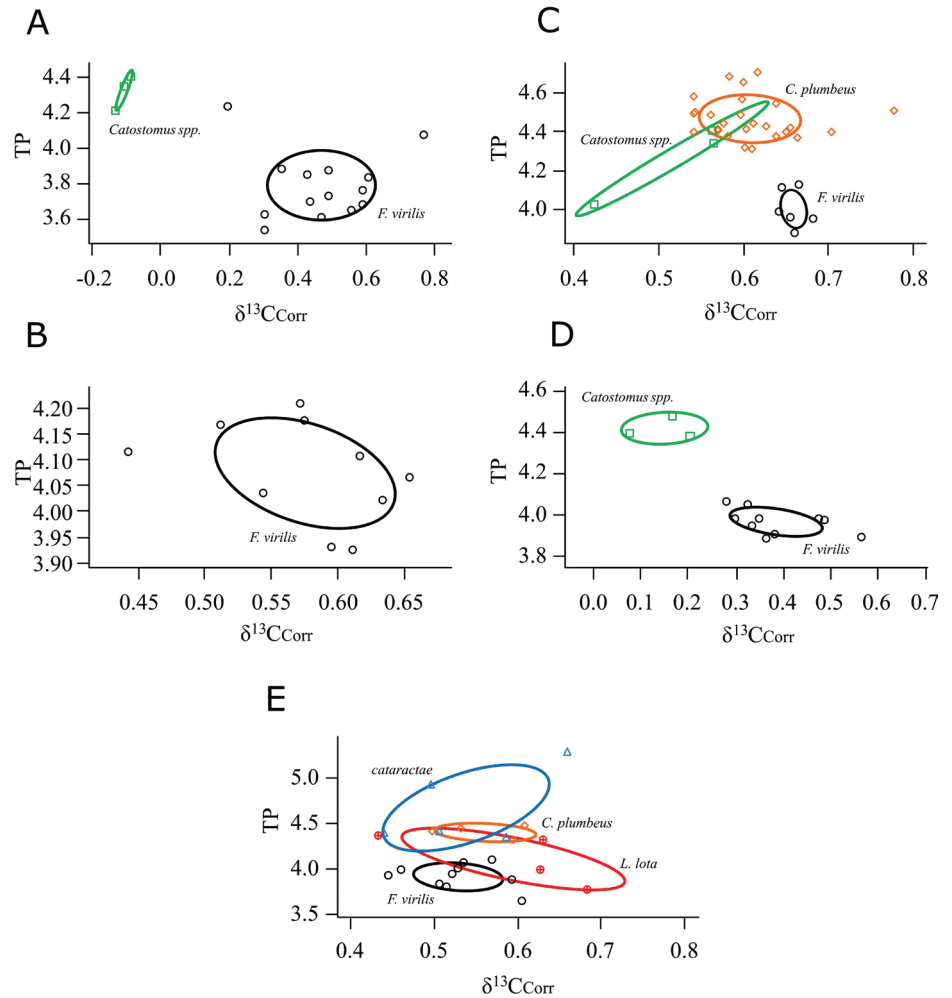 A
TP
4.4
4.2
4.0
3.8
3.6
Catostomus spp.
F. virilis
-0.2 0.0 0.2 0.4 0.6 0.8
δ¹³CCorr
C
TP
4.6
4.4
4.2
4.0
C. plumbeus
Catostomus spp.
F. virilis
0.4 0.5 0.6 0.7 0.8
δ¹³CCorr
B
TP
4.20
4.15
4.10
4.05
4.00
3.95
3.90
F. virilis
0.45 0.50 0.55 0.60 0.65
δ¹³CCorr
D
TP
4.6
4.4
4.2
4.0
3.8
Catostomus spp.
F. virilis
0.0 0.1 0.2 0.3 0.4 0.5 0.6 0.7
δ¹³CCorr
E
TP
5.0
4.5
4.0
3.5
cataractae
C. plumbeus
L. lota
F. virilis
0.4 0.5 0.6 0.7 0.8
δ¹³CCorr